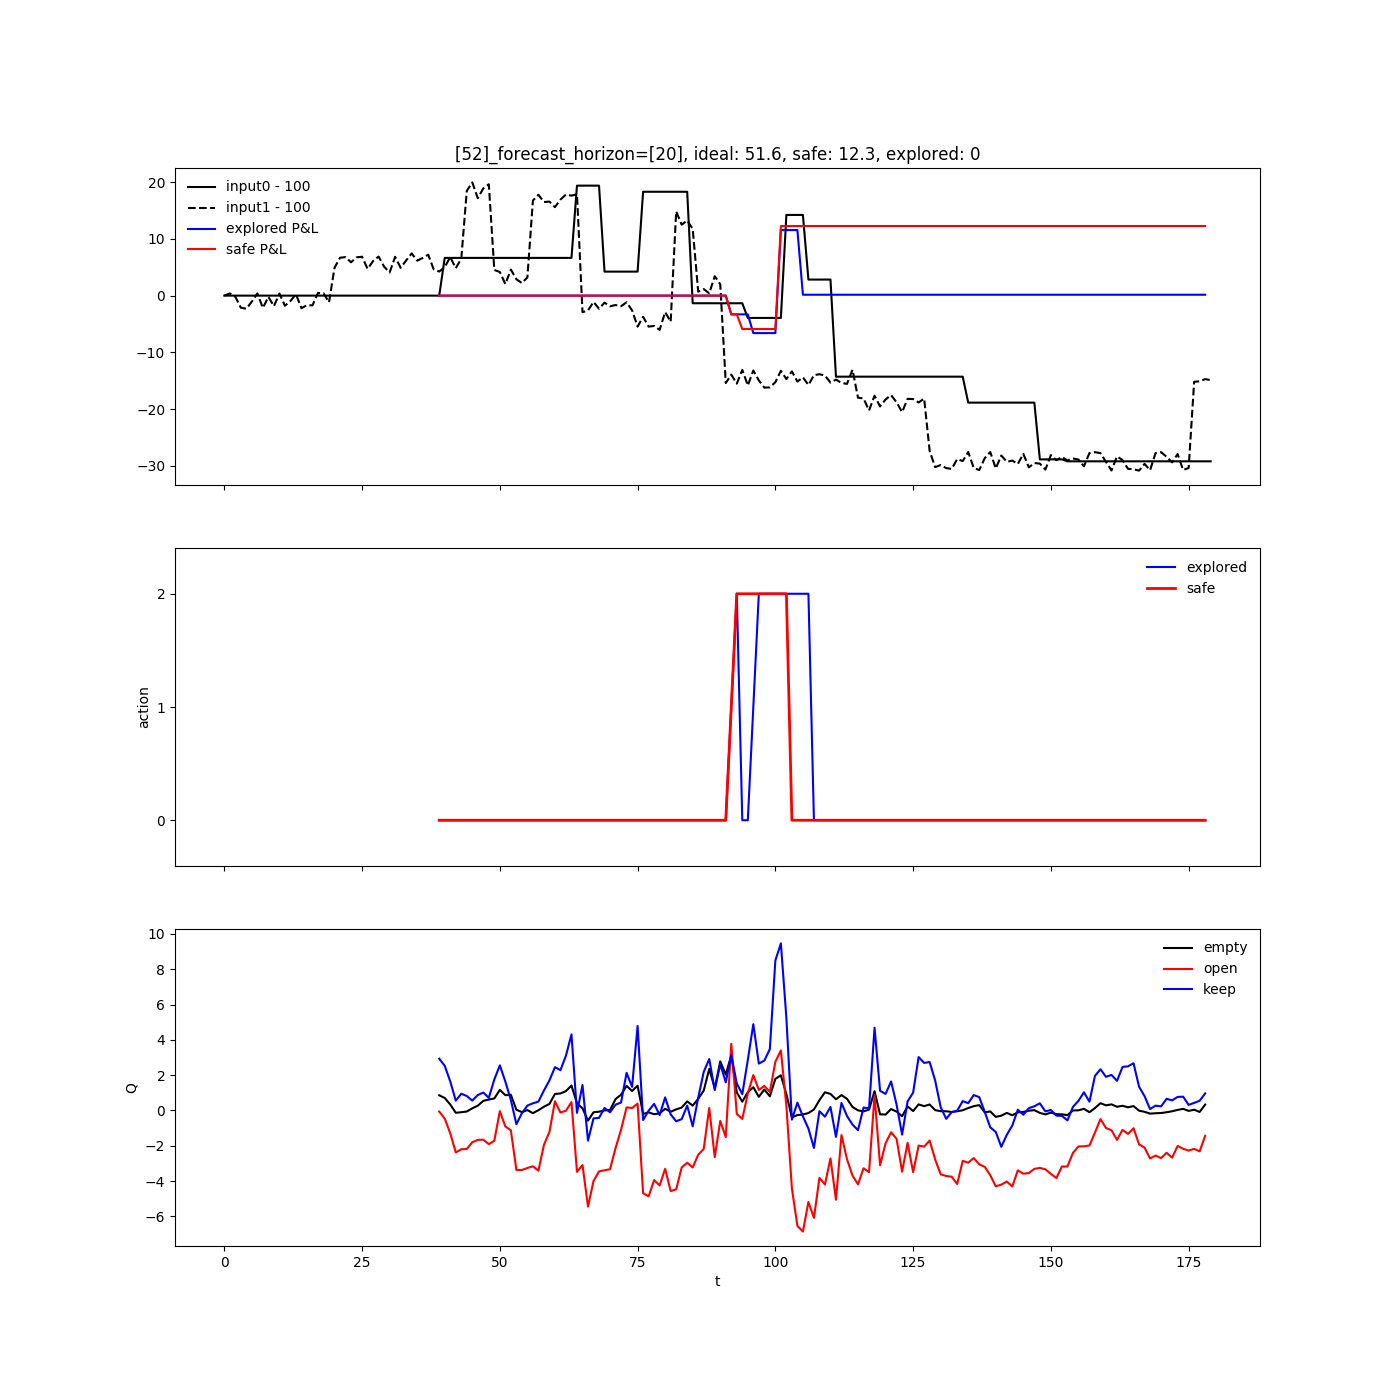 [52]_forecast_horizon=[20], ideal: 51.6, safe: 12.3, explored: 0
input0 - 100
input1 - 100
explored P&L
safe P&L
20
10
0
−10
−20
−30
explored
safe
2
1
0
action
empty
open
keep
10
8
6
4
2
0
−2
−4
−6
Q
0 25 50 75 100 125 150 175
t